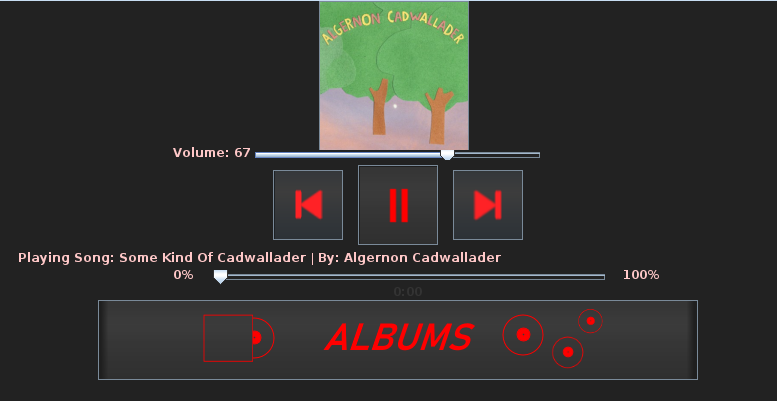 ALGERNON CADWALLADER
Volume: 67
Playing Song: Some Kind Of Cadwallader | By: Algernon Cadwallader
0%
100%
0:00
ALBUMS